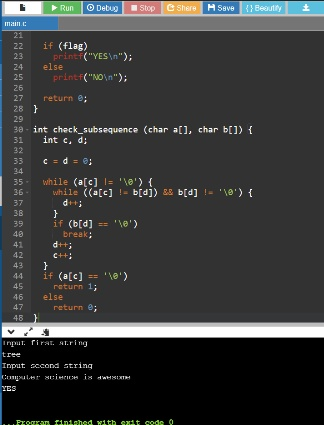 Run Debug Stop Share Save {} Beautify
main.c
21
22 if (flag)
23 printf("YES\n");
24 else
25 printf("NO\n");
26
27 return 0;
28 }
29
30 int check_subsequence (char a[], char b[]) {
31 int c, d;
32
33 c = d = 0;
34
35 while (a[c] != '\0') {
36 while ((a[c] != b[d]) && b[d] != '\0') {
37 d++;
38 }
39 if (b[d] == '\0')
40 break;
41 d++;
42 c++;
43 }
44 if (a[c] == '\0')
45 return 1;
46 else
47 return 0;
48 }
Input first string
tree
Input second string
Computer science is awesome
YES
...Program finished with exit code 0